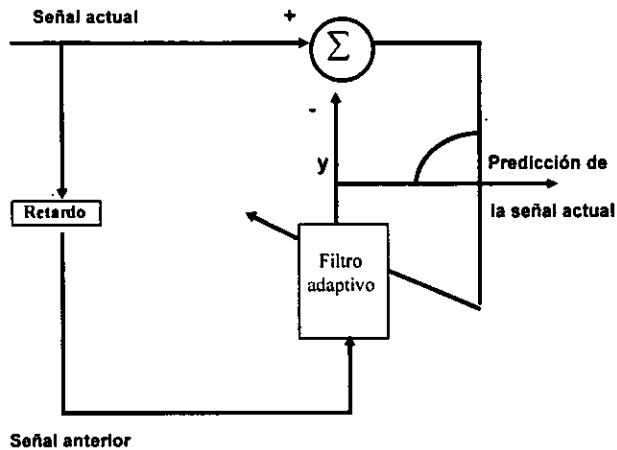 Señal actual
+
Σ
-
y
Predicción de
la señal actual
Retardo
Filtro
adaptivo
Señal anterior